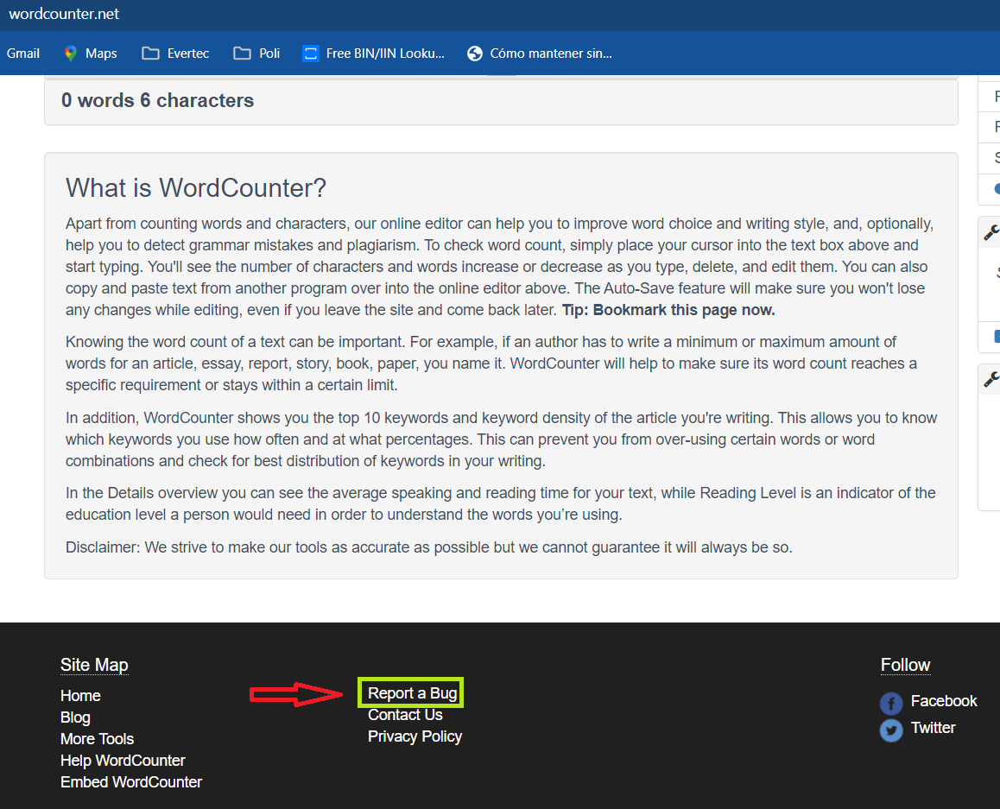 wordcounter.net
Gmail Maps Evertec Poli Free BIN/IIN Looku... Cómo mantener sin...
0 words 6 characters
What is WordCounter?
Apart from counting words and characters, our online editor can help you to improve word choice and writing style, and, optionally,
help you to detect grammar mistakes and plagiarism. To check word count, simply place your cursor into the text box above and
start typing. You'll see the number of characters and words increase or decrease as you type, delete, and edit them. You can also
copy and paste text from another program over into the online editor above. The Auto-Save feature will make sure you won't lose
any changes while editing, even if you leave the site and come back later. Tip: Bookmark this page now.
Knowing the word count of a text can be important. For example, if an author has to write a minimum or maximum amount of
words for an article, essay, report, story, book, paper, you name it. WordCounter will help to make sure its word count reaches a
specific requirement or stays within a certain limit.
In addition, WordCounter shows you the top 10 keywords and keyword density of the article you're writing. This allows you to know
which keywords you use how often and at what percentages. This can prevent you from over-using certain words or word
combinations and check for best distribution of keywords in your writing.
In the Details overview you can see the average speaking and reading time for your text, while Reading Level is an indicator of the
education level a person would need in order to understand the words you’re using.
Disclaimer: We strive to make our tools as accurate as possible but we cannot guarantee it will always be so.
Site Map
Home
Blog
More Tools
Help WordCounter
Embed WordCounter
Report a Bug
Contact Us
Privacy Policy
Follow
Facebook
Twitter